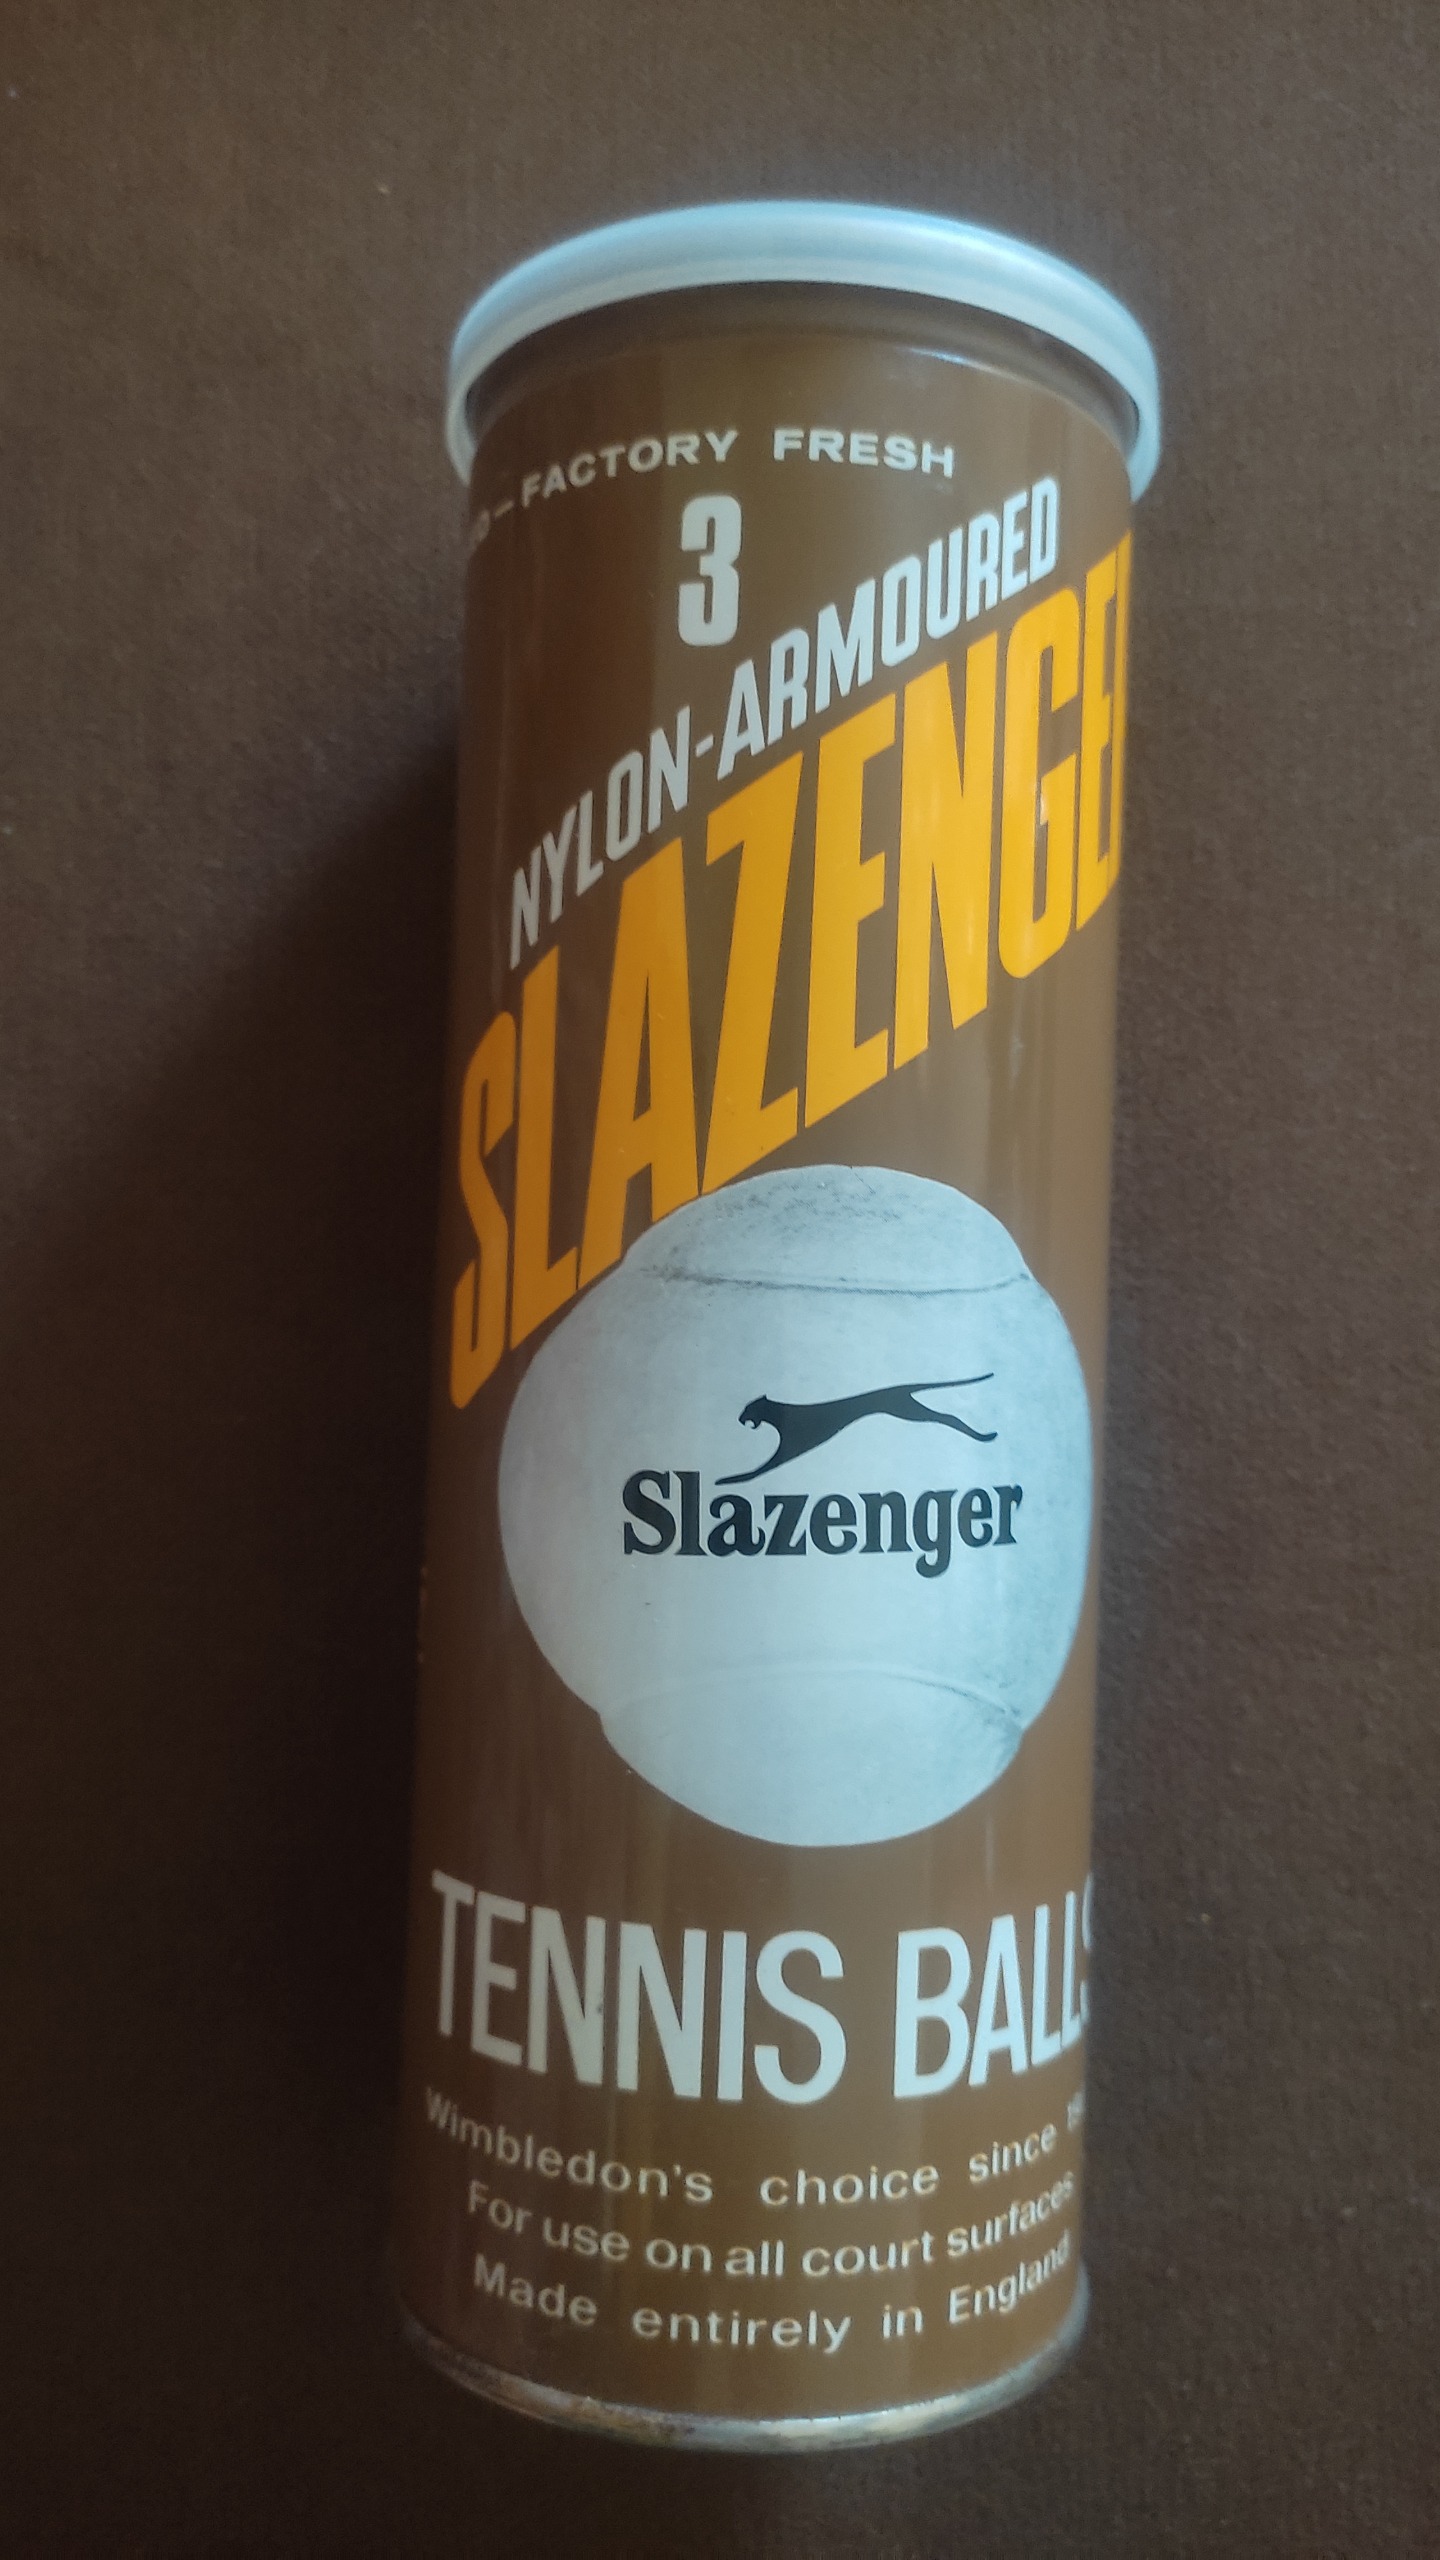 FACTORY FRESH
3
NYLON-ARMOURED
SLAZENGE
Slazenger
TENNIS BALLS
Wimbledon's choice since
For use on all court surfaces
Made entirely in England